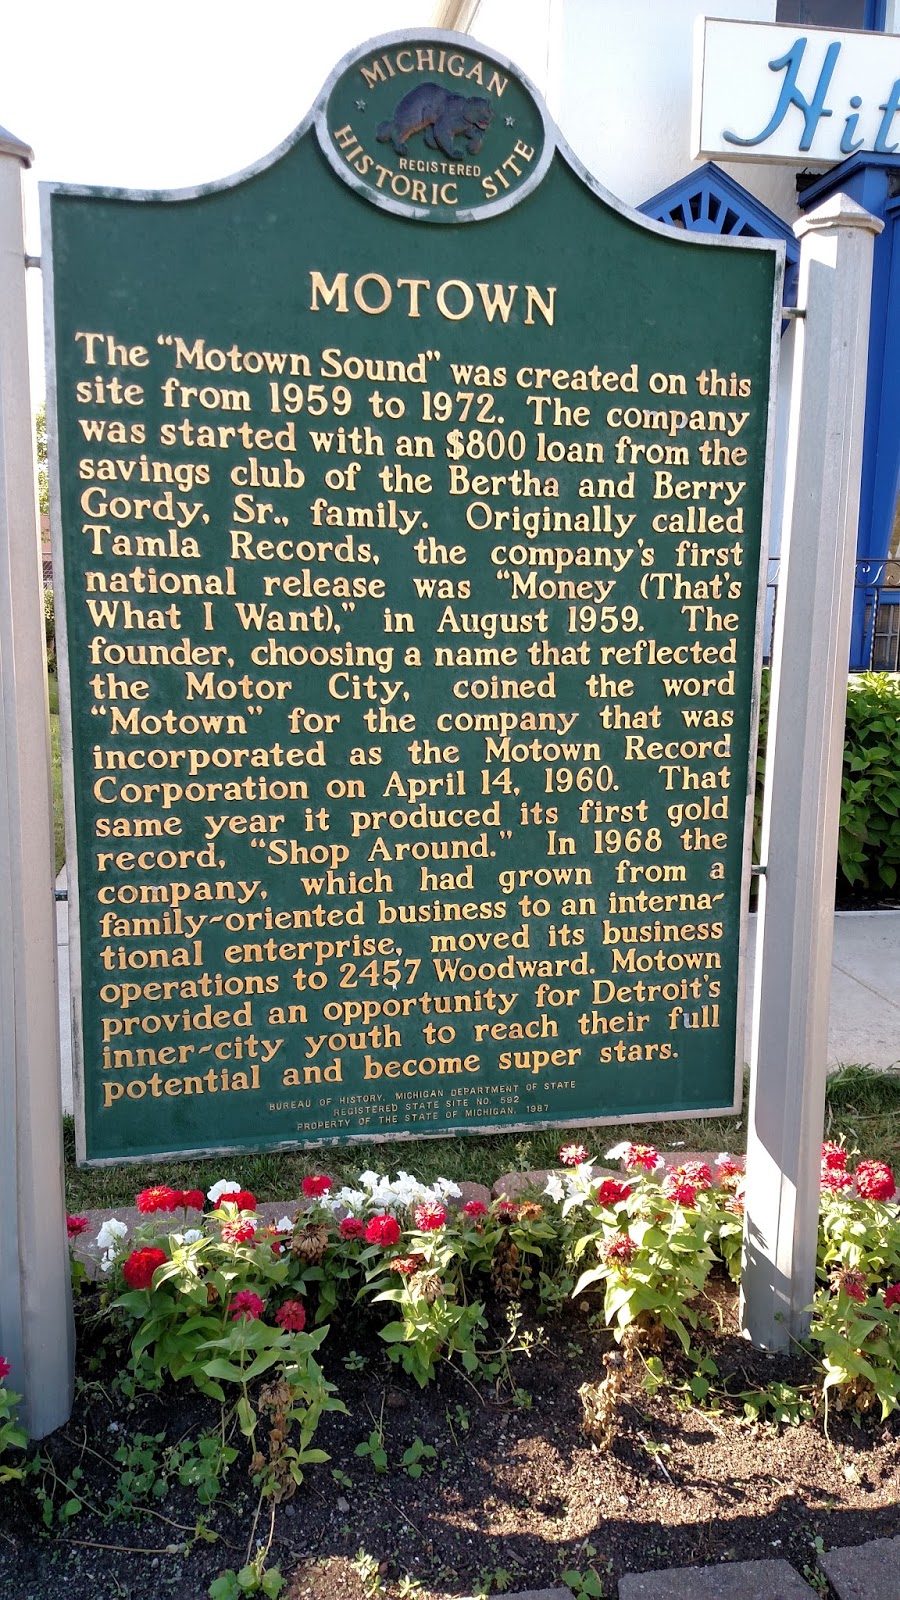 MICHIGAN
REGISTERED
HISTORIC SITE
Hit
MOTOWN
The "Motown Sound" was created on this
site from 1959 to 1972. The company
was started with an $800 loan from the
savings club of the Bertha and Berry
Gordy, Sr., family. Originally called
Tamla Records, the company's first
national release was "Money (That's
What I Want)," in August 1959. The
founder, choosing a name that reflected
the Motor City, coined the word
"Motown" for the company that was
incorporated as the Motown Record
Corporation on April 14, 1960. That
same year it produced its first gold
record, "Shop Around." In 1968 the
company, which had grown from a
family-oriented business to an interna-
tional enterprise, moved its business
operations to 2457 Woodward. Motown
provided an opportunity for Detroit's
inner-city youth to reach their full
potential and become super stars.
BUREAU OF HISTORY, MICHIGAN DEPARTMENT OF STATE
REGISTERED STATE SITE NO. 592
PROPERTY OF THE STATE OF MICHIGAN, 1987